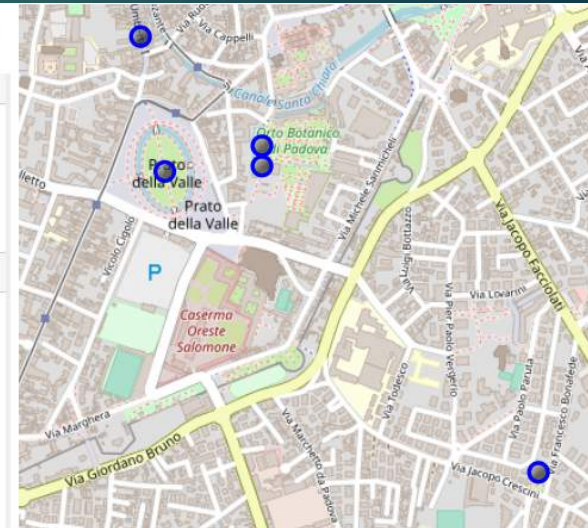 Via Cappelli
Canale Santa Chiara
Orto Botanico
di Padova
Prato
della Valle
Prato
della Valle
Vicolo Cigolo
P
Caserma
Oreste
Salomone
Via Michele Sanmicheli
Via Luigi Bottazzo
Via Jacopo Facciolati
Via Lovarini
Via Pier Paolo Vergerio
Via Todesco
Via Paolo Paruta
Via Francesco Bonafede
Via Marghera
Via Giordano Bruno
Via Marchetto da Padova
Via Jacopo Crescini